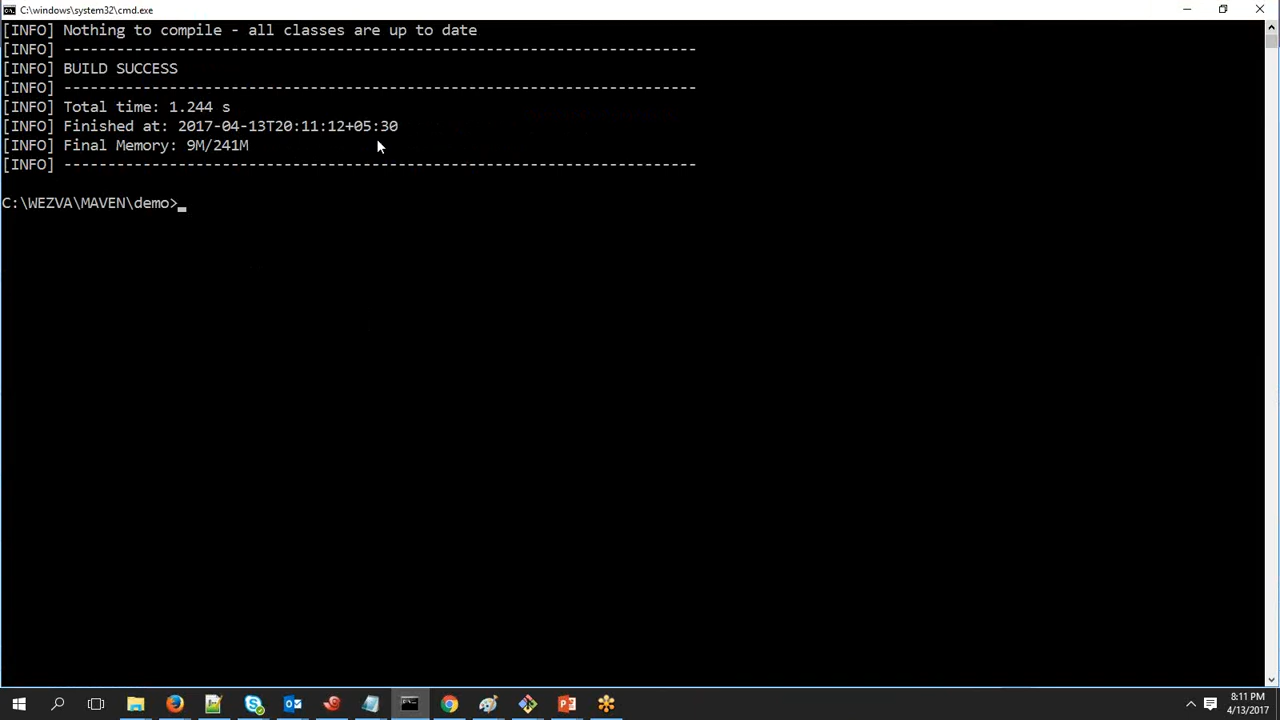 C:\windows\system32\cmd.exe
[INFO] Nothing to compile - all classes are up to date
[INFO] ------------------------------------------------------------------------
[INFO] BUILD SUCCESS
[INFO] ------------------------------------------------------------------------
[INFO] Total time: 1.244 s
[INFO] Finished at: 2017-04-13T20:11:12+05:30
[INFO] Final Memory: 9M/241M
[INFO] ------------------------------------------------------------------------
C:\WEZVA\MAVEN\demo>_
8:11 PM
4/13/2017